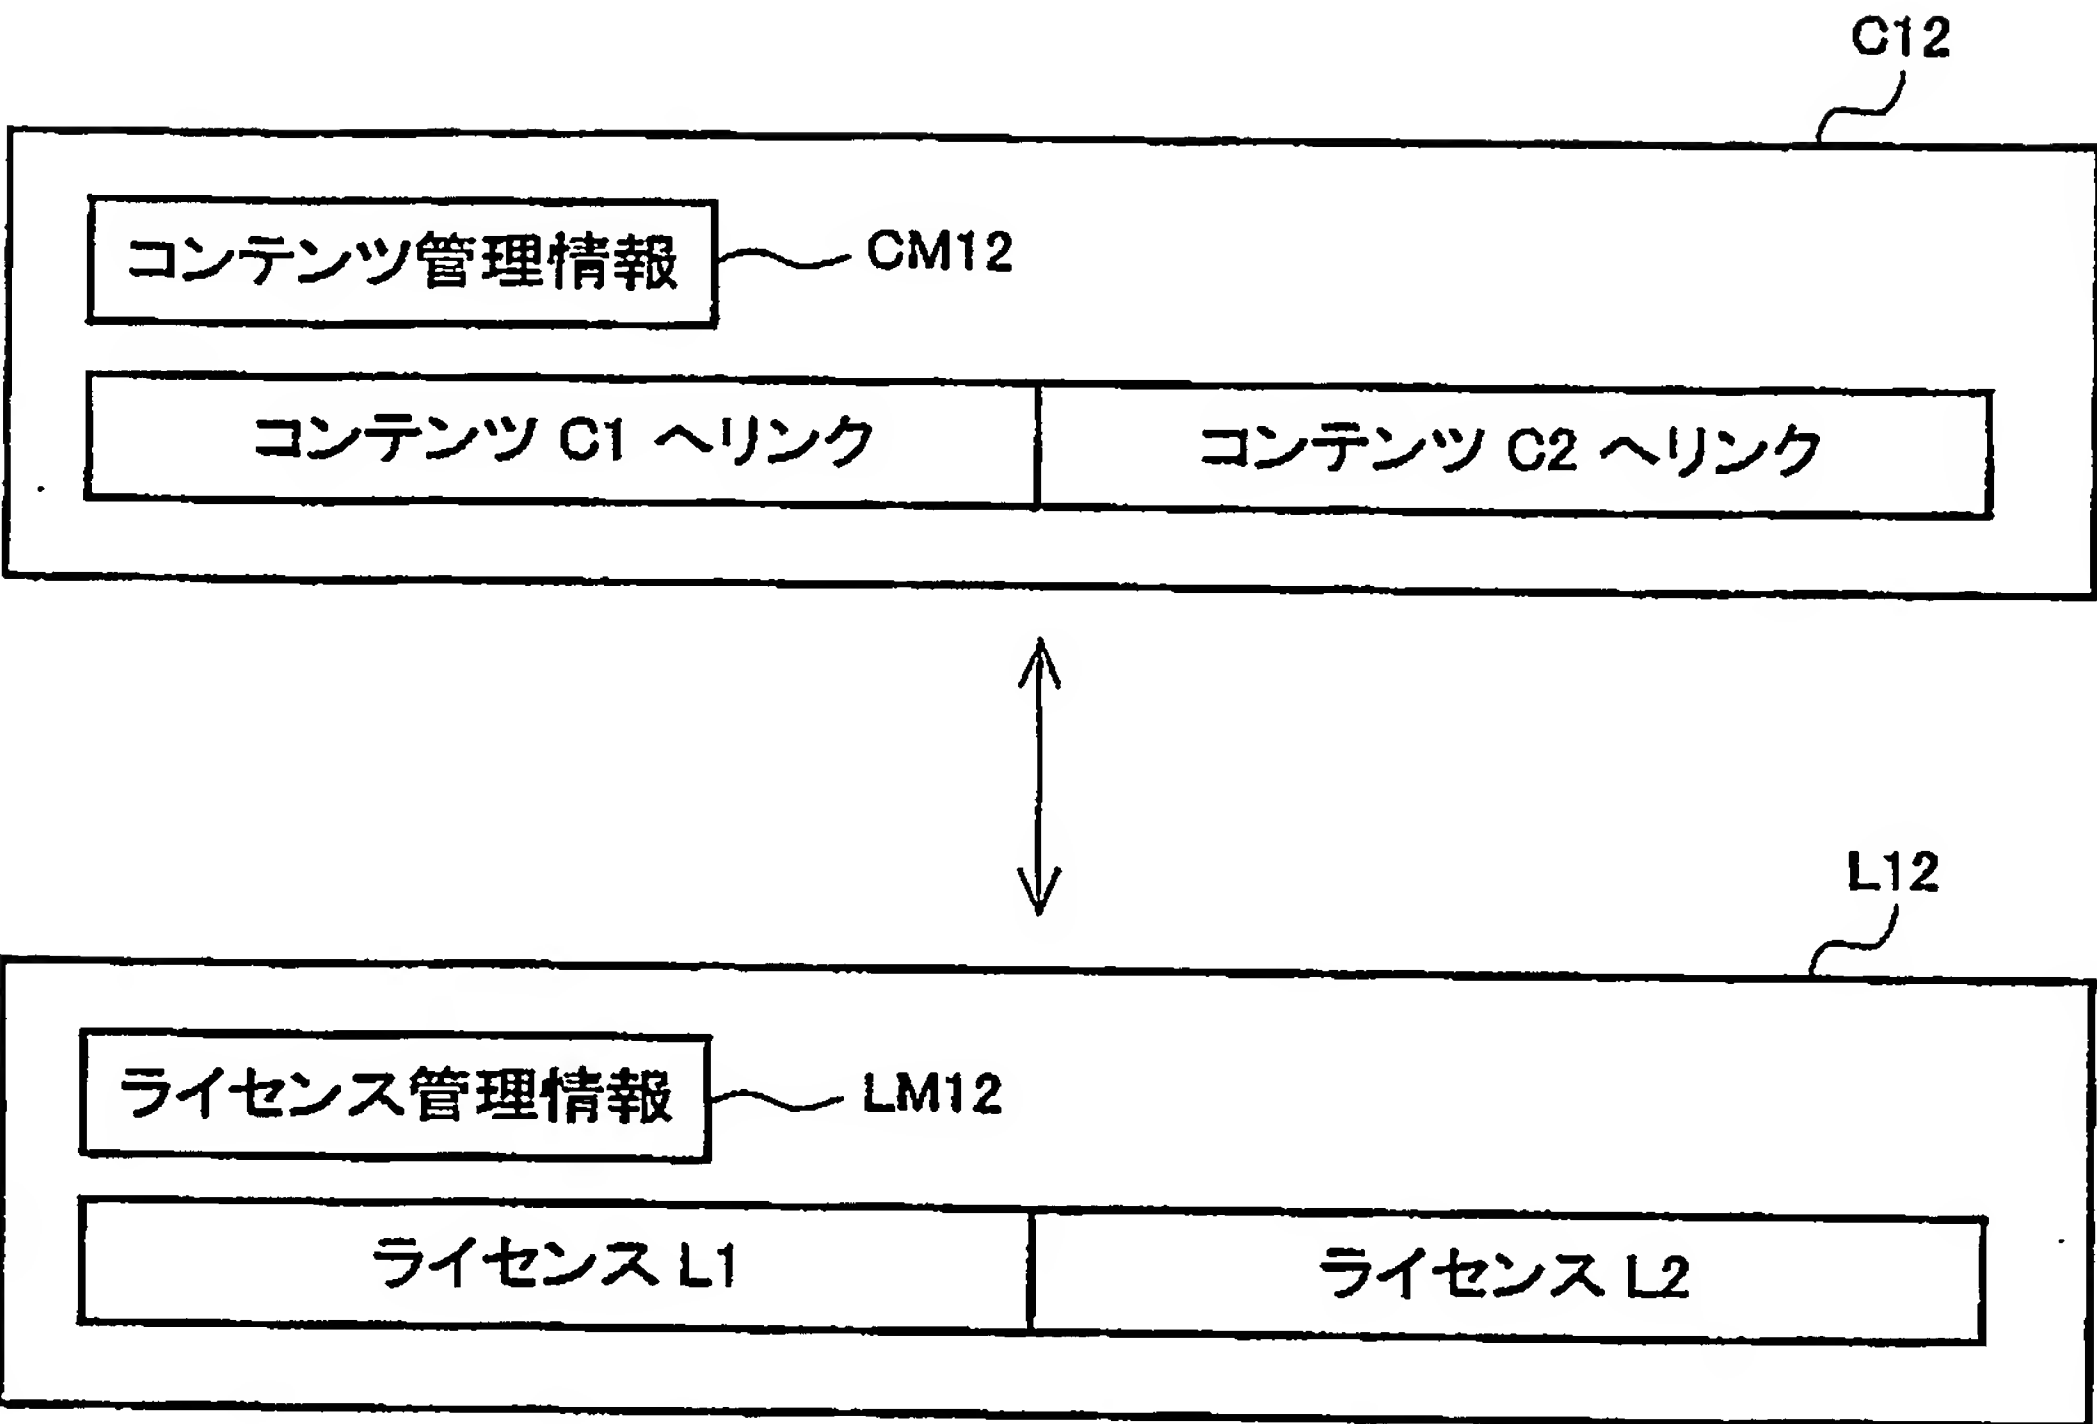 C12
コンテンツ管理情報 CM12
コンテンツ C1 へリンク コンテンツ C2 へリンク
L12
ライセンス管理情報 LM12
ライセンス L1 ライセンス L2